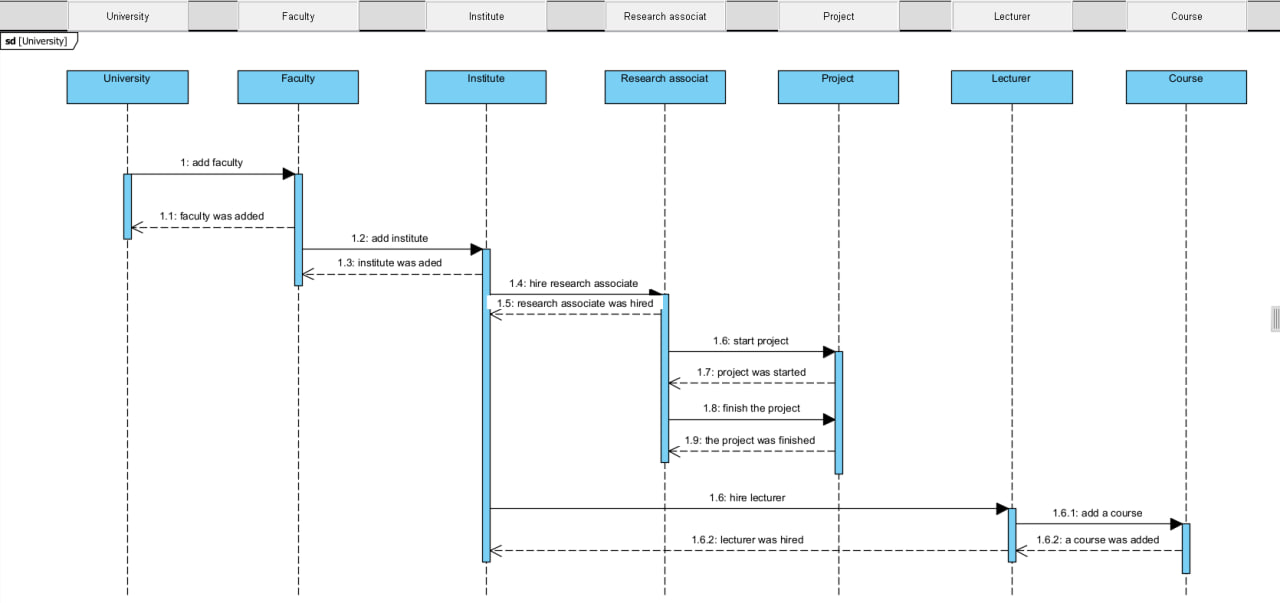 University Faculty Institute Research associat Project Lecturer Course
sd [University]
University Faculty Institute Research associat Project Lecturer Course
1: add faculty
1.1: faculty was added
1.2: add institute
1.3: institute was aded
1.4: hire research associate
1.5: research associate was hired
1.6: start project
1.7: project was started
1.8: finish the project
1.9: the project was finished
1.6: hire lecturer
1.6.1: add a course
1.6.2: lecturer was hired
1.6.2: a course was added